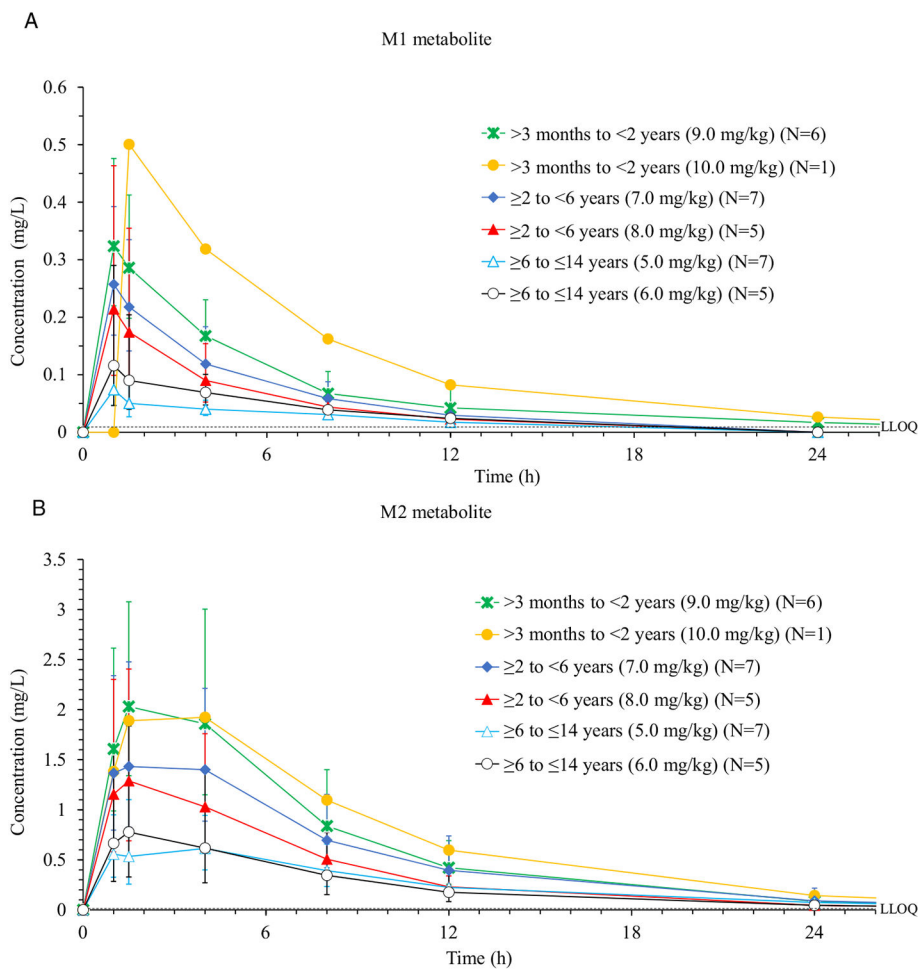 A
M1 metabolite
0.6
0.5
0.4
0.3
0.2
0.1
0
Concentration (mg/L)
>3 months to <2 years (9.0 mg/kg) (N=6)
>3 months to <2 years (10.0 mg/kg) (N=1)
≥2 to <6 years (7.0 mg/kg) (N=7)
≥2 to <6 years (8.0 mg/kg) (N=5)
≥6 to ≤14 years (5.0 mg/kg) (N=7)
≥6 to ≤14 years (6.0 mg/kg) (N=5)
LLOQ
0 6 12 18 24
Time (h)
B
M2 metabolite
3.5
3
2.5
2
1.5
1
0.5
0
Concentration (mg/L)
>3 months to <2 years (9.0 mg/kg) (N=6)
>3 months to <2 years (10.0 mg/kg) (N=1)
≥2 to <6 years (7.0 mg/kg) (N=7)
≥2 to <6 years (8.0 mg/kg) (N=5)
≥6 to ≤14 years (5.0 mg/kg) (N=7)
≥6 to ≤14 years (6.0 mg/kg) (N=5)
LLOQ
0 6 12 18 24
Time (h)